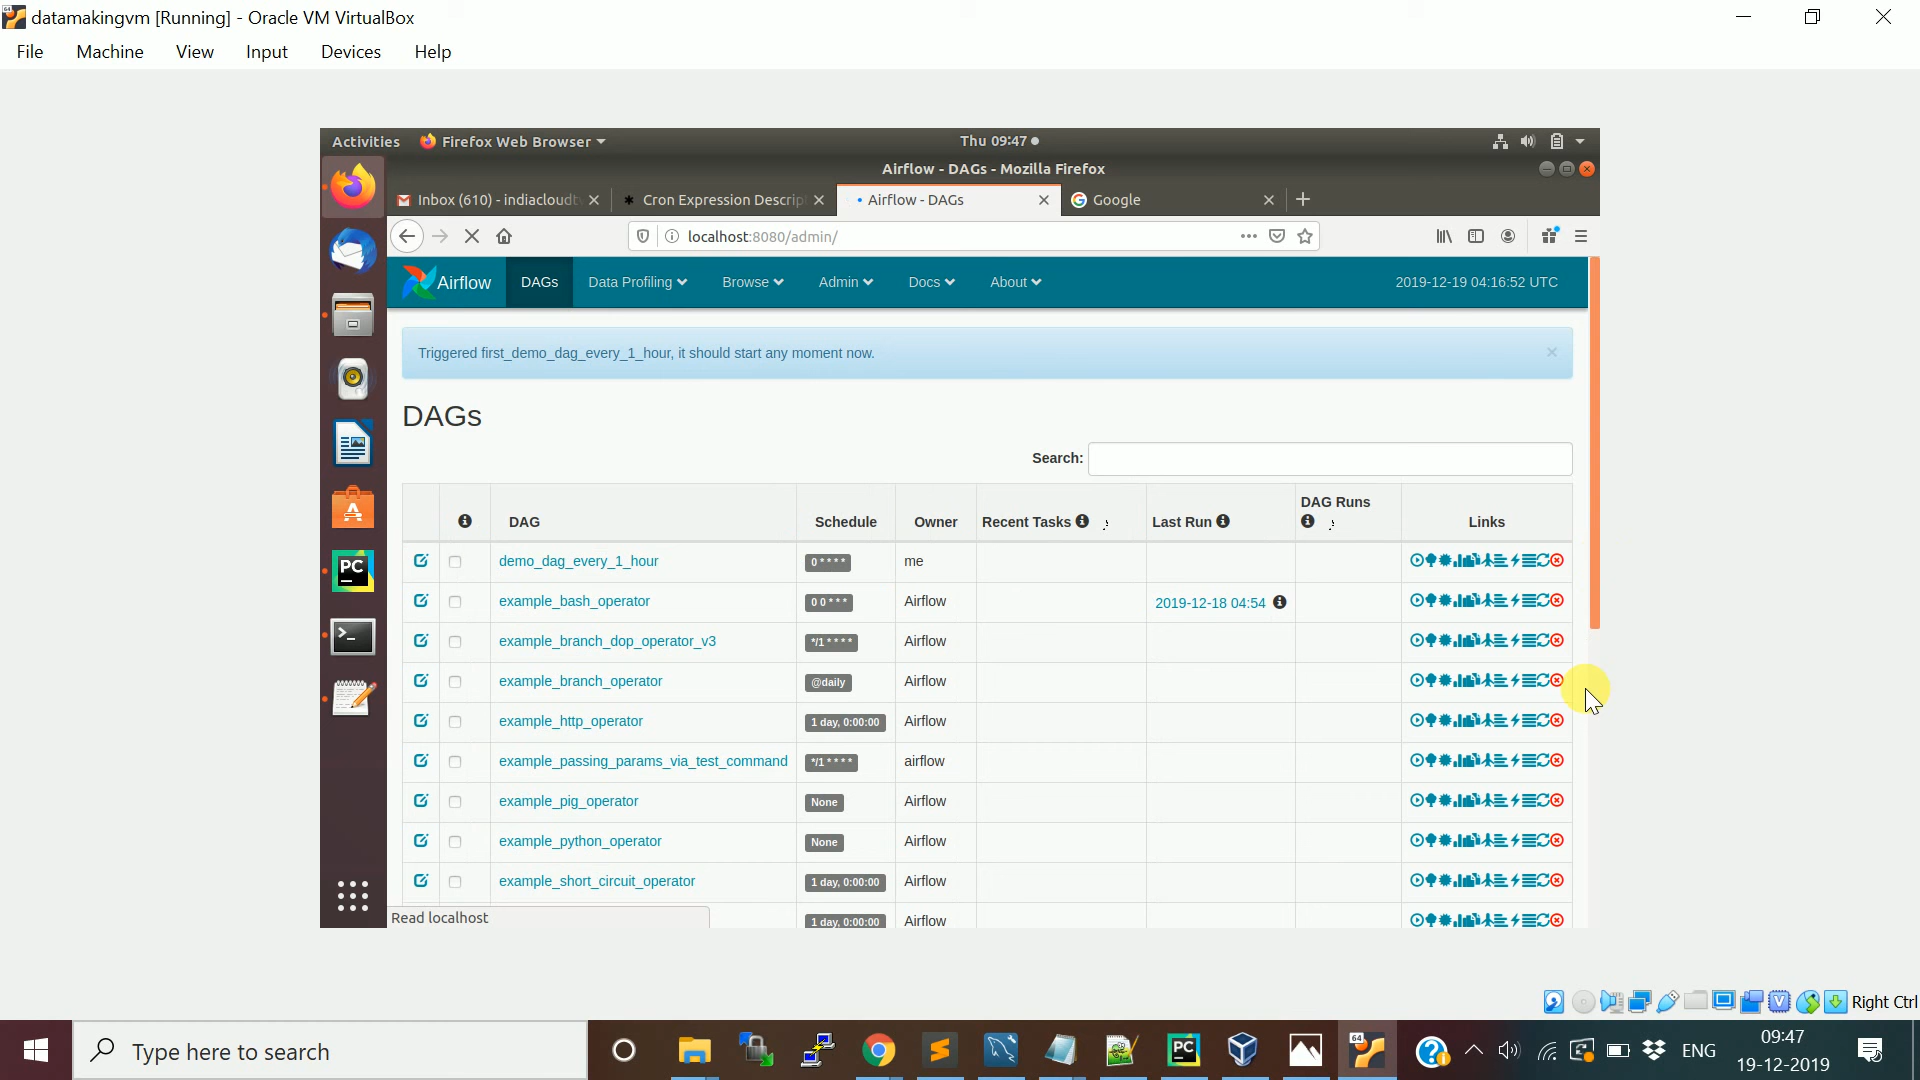 datamakingvm [Running] - Oracle VM VirtualBox
File Machine View Input Devices Help
Activities Firefox Web Browser Thu 09:47
Airflow - DAGs - Mozilla Firefox
Inbox (610) - indiacloudt Cron Expression Descrip Airflow - DAGs Google
localhost:8080/admin/
Airflow DAGs Data Profiling Browse Admin Docs About 2019-12-19 04:16:52 UTC
Triggered first_demo_dag_every_1_hour, it should start any moment now.
DAGs
Search:
DAG Schedule Owner Recent Tasks Last Run DAG Runs Links
demo_dag_every_1_hour 0 * * * * me
example_bash_operator 0 0 * * * Airflow 2019-12-18 04:54
example_branch_dop_operator_v3 */1 * * * * Airflow
example_branch_operator @daily Airflow
example_http_operator 1 day, 0:00:00 Airflow
example_passing_params_via_test_command */1 * * * * airflow
example_pig_operator None Airflow
example_python_operator None Airflow
example_short_circuit_operator 1 day, 0:00:00 Airflow
1 day, 0:00:00 Airflow
Read localhost
Right Ctrl
Type here to search
PC
64
ENG
09:47
19-12-2019